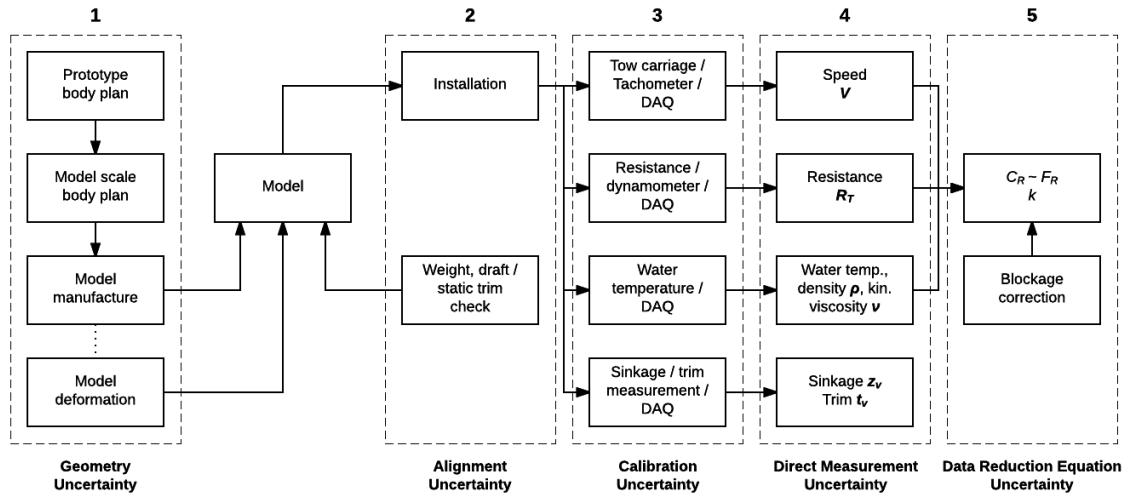 1
2
3
4
5
Prototype
body plan
Model scale
body plan
Model
manufacture
Model
deformation
Geometry
Uncertainty
Model
Installation
Weight, draft /
static trim
check
Alignment
Uncertainty
Tow carriage /
Tachometer /
DAQ
Resistance /
dynamometer /
DAQ
Water
temperature /
DAQ
Sinkage / trim
measurement /
DAQ
Calibration
Uncertainty
Speed
V
Resistance
R_T
Water temp.,
density ρ, kin.
viscosity ν
Sinkage z_v
Trim t_v
Direct Measurement
Uncertainty
C_R ~ F_R
k
Blockage
correction
Data Reduction Equation
Uncertainty